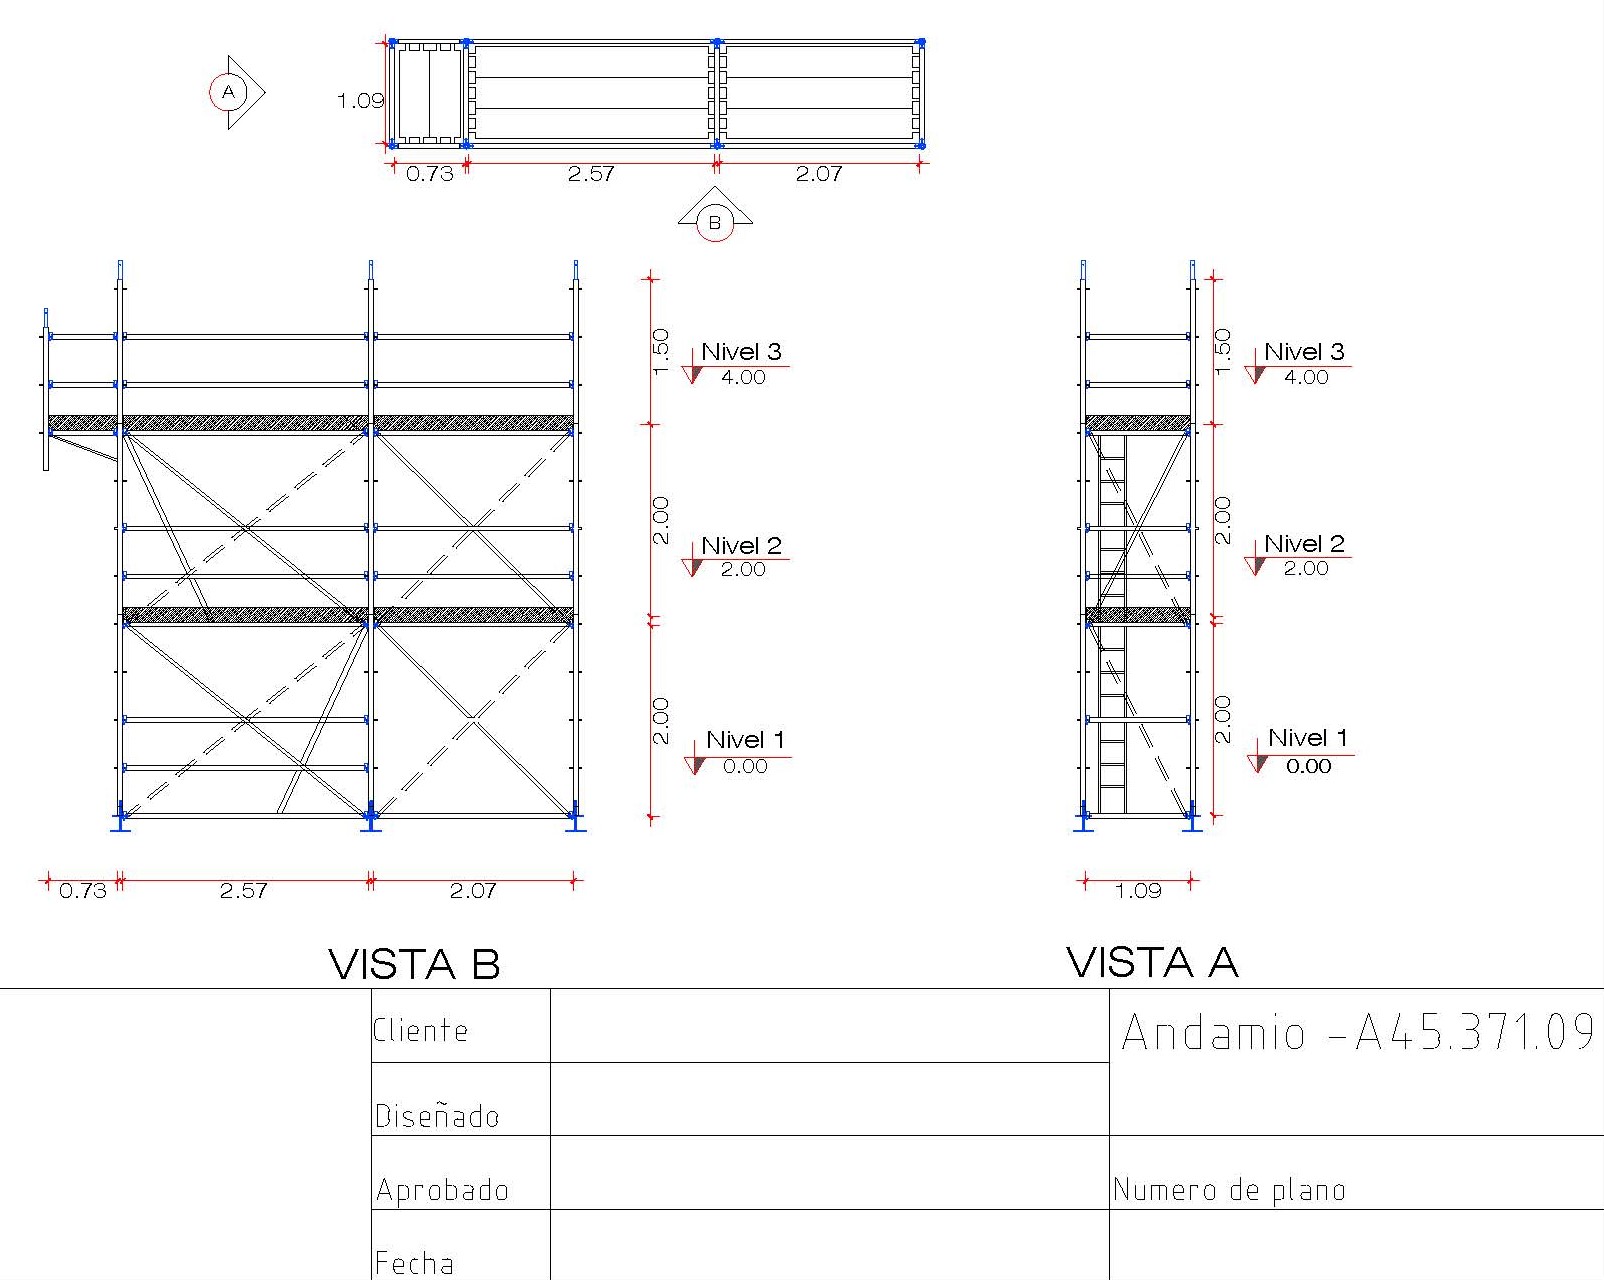 A
1.09
0.73
2.57
2.07
B
1.50
Nivel 3
4.00
2.00
Nivel 2
2.00
2.00
Nivel 1
0.00
0.73
2.57
2.07
VISTA B
1.50
Nivel 3
4.00
2.00
Nivel 2
2.00
2.00
Nivel 1
0.00
1.09
VISTA A
Cliente
Andamio -A45.371.09
Diseñado
Aprobado
Numero de plano
Fecha